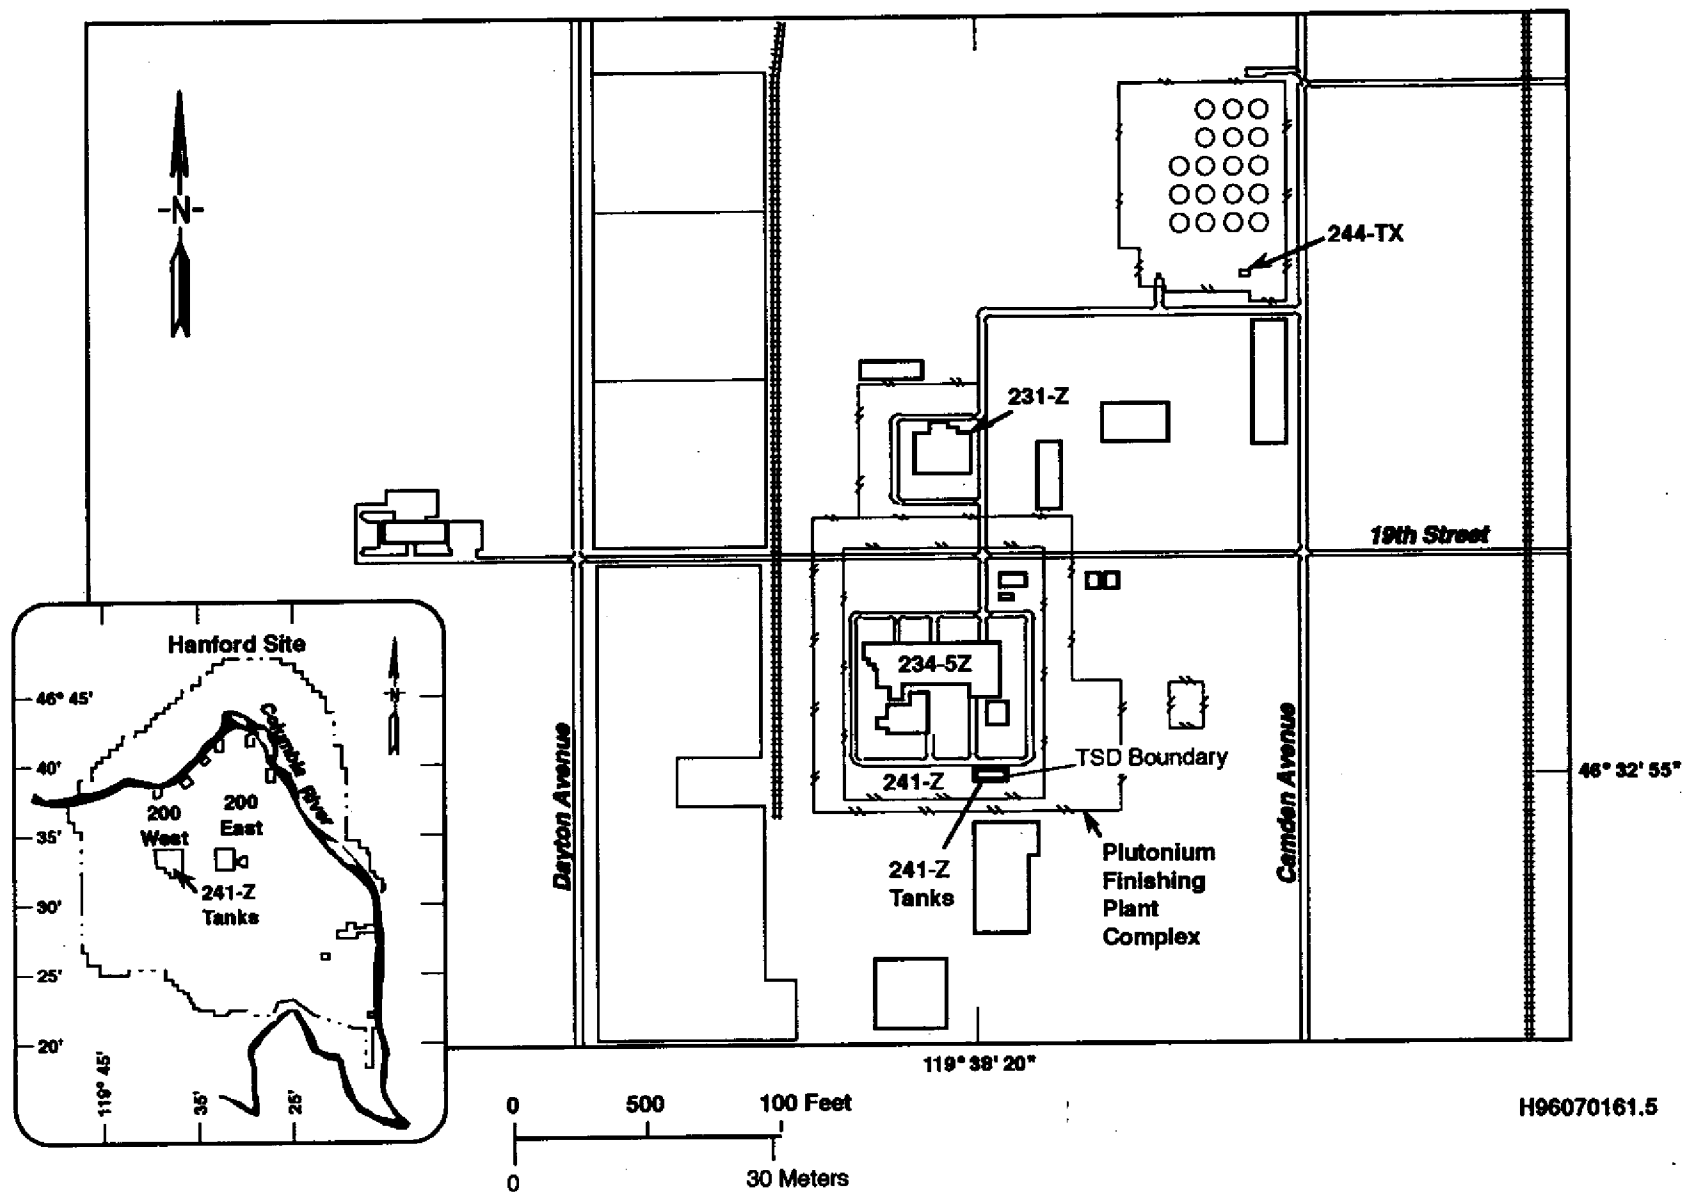 N
244-TX
231-Z
19th Street
234-5Z
TSD Boundary
241-Z
46° 32' 55"
Dayton Avenue
Camden Avenue
241-Z
Tanks
Plutonium
Finishing
Plant
Complex
119° 38' 20"
Hanford Site
N
46° 45'
40'
35'
30'
25'
20'
Columbia River
200
West
200
East
241-Z
Tanks
119° 45'
35'
25'
0 500 100 Feet
0 30 Meters
H96070161.5